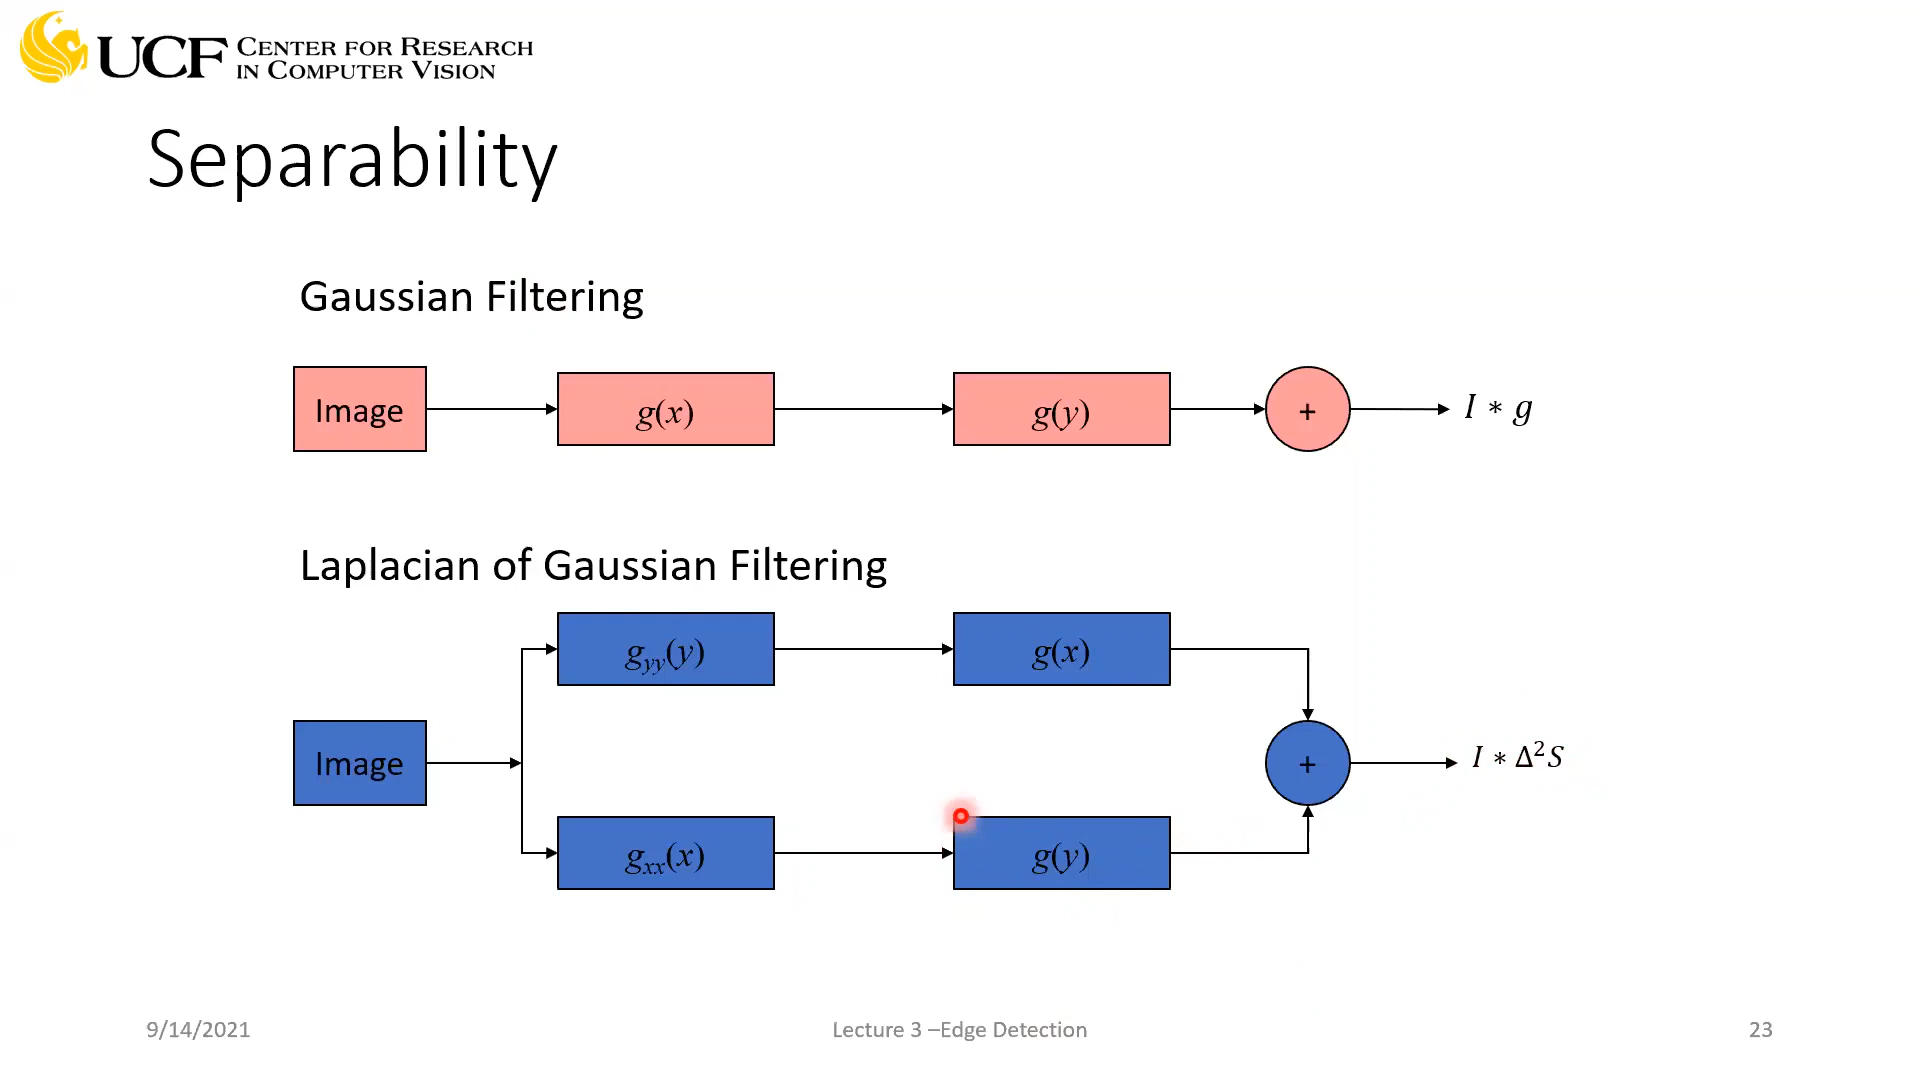 UCF CENTER FOR RESEARCH
IN COMPUTER VISION
Separability
Gaussian Filtering
Image g(x) g(y) + I ∗ g
Laplacian of Gaussian Filtering
g_yy(y) g(x)
Image + I ∗ Δ²S
g_xx(x) g(y)
9/14/2021 Lecture 3 –Edge Detection 23